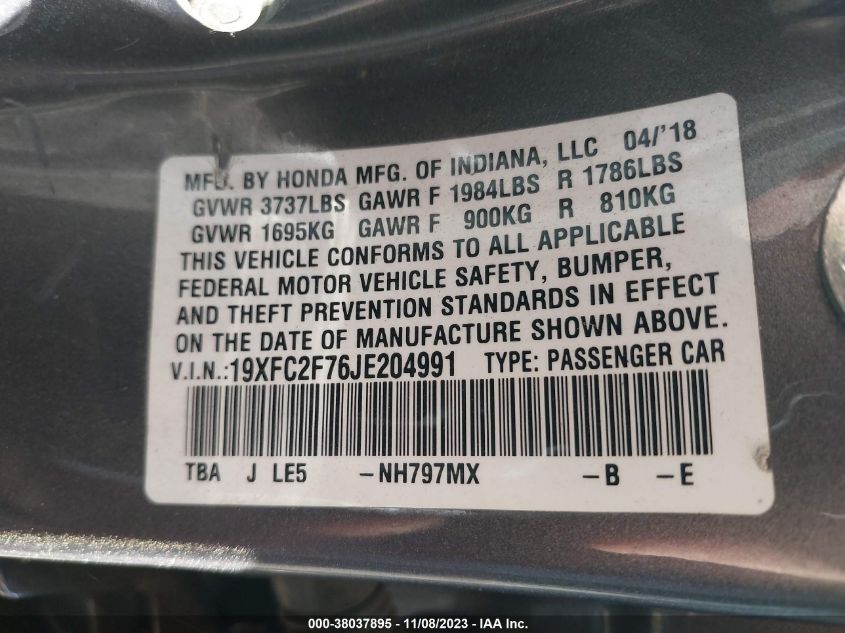 MFD. BY HONDA MFG. OF INDIANA, LLC 04/'18
GVWR 3737LBS GAWR F 1984LBS R 1786LBS
GVWR 1695KG GAWR F 900KG R 810KG
THIS VEHICLE CONFORMS TO ALL APPLICABLE
FEDERAL MOTOR VEHICLE SAFETY, BUMPER,
AND THEFT PREVENTION STANDARDS IN EFFECT
ON THE DATE OF MANUFACTURE SHOWN ABOVE.
V.I.N.:19XFC2F76JE204991 TYPE: PASSENGER CAR
TBA J LE5 -NH797MX -B -E
000-38037895 - 11/08/2023 - IAA Inc.